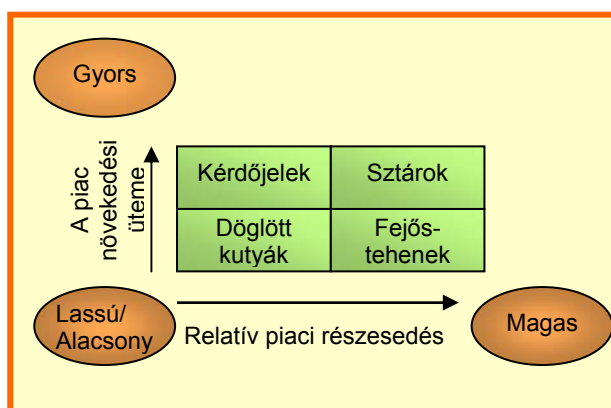 Gyors
A piac
növekedési
üteme
Kérdőjelek
Sztárok
Döglött
kutyák
Fejős-
tehenek
Lassú/
Alacsony
Relatív piaci részesedés
Magas